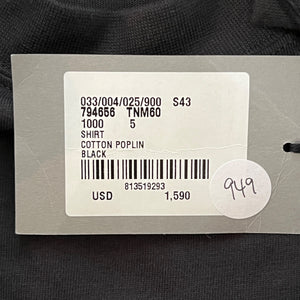 033/004/025/900 S43
794656 TNM60
1000 5
SHIRT
COTTON POPLIN
BLACK
813519293
USD 1,590
949